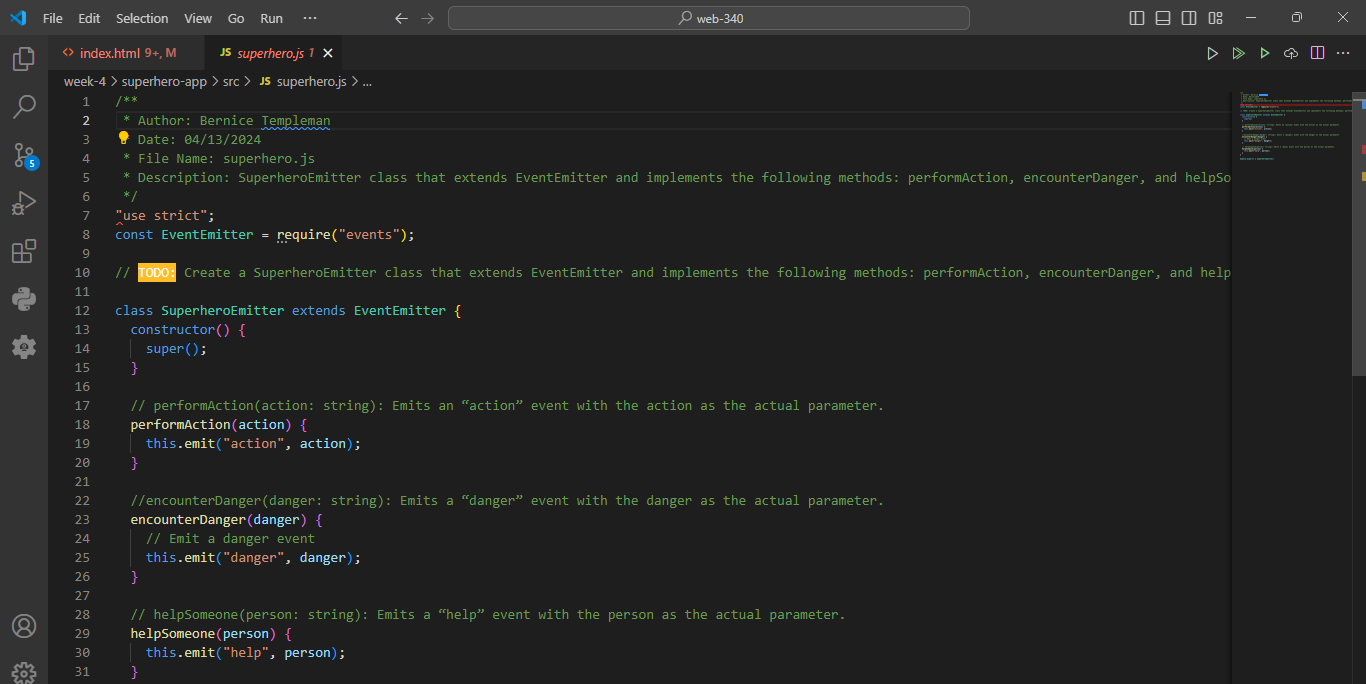 File Edit Selection View Go Run ··· web-340
index.html 9+, M JS superhero.js 1
week-4 > superhero-app > src > JS superhero.js > ...
1 /**
2 * Author: Bernice Templeman
3 Date: 04/13/2024
4 * File Name: superhero.js
5 * Description: SuperheroEmitter class that extends EventEmitter and implements the following methods: performAction, encounterDanger, and helpSo
6 */
7 "use strict";
8 const EventEmitter = require("events");
9
10 // TODO: Create a SuperheroEmitter class that extends EventEmitter and implements the following methods: performAction, encounterDanger, and help
11
12 class SuperheroEmitter extends EventEmitter {
13 constructor() {
14 super();
15 }
16
17 // performAction(action: string): Emits an “action” event with the action as the actual parameter.
18 performAction(action) {
19 this.emit("action", action);
20 }
21
22 //encounterDanger(danger: string): Emits a “danger” event with the danger as the actual parameter.
23 encounterDanger(danger) {
24 // Emit a danger event
25 this.emit("danger", danger);
26 }
27
28 // helpSomeone(person: string): Emits a “help” event with the person as the actual parameter.
29 helpSomeone(person) {
30 this.emit("help", person);
31 }
5